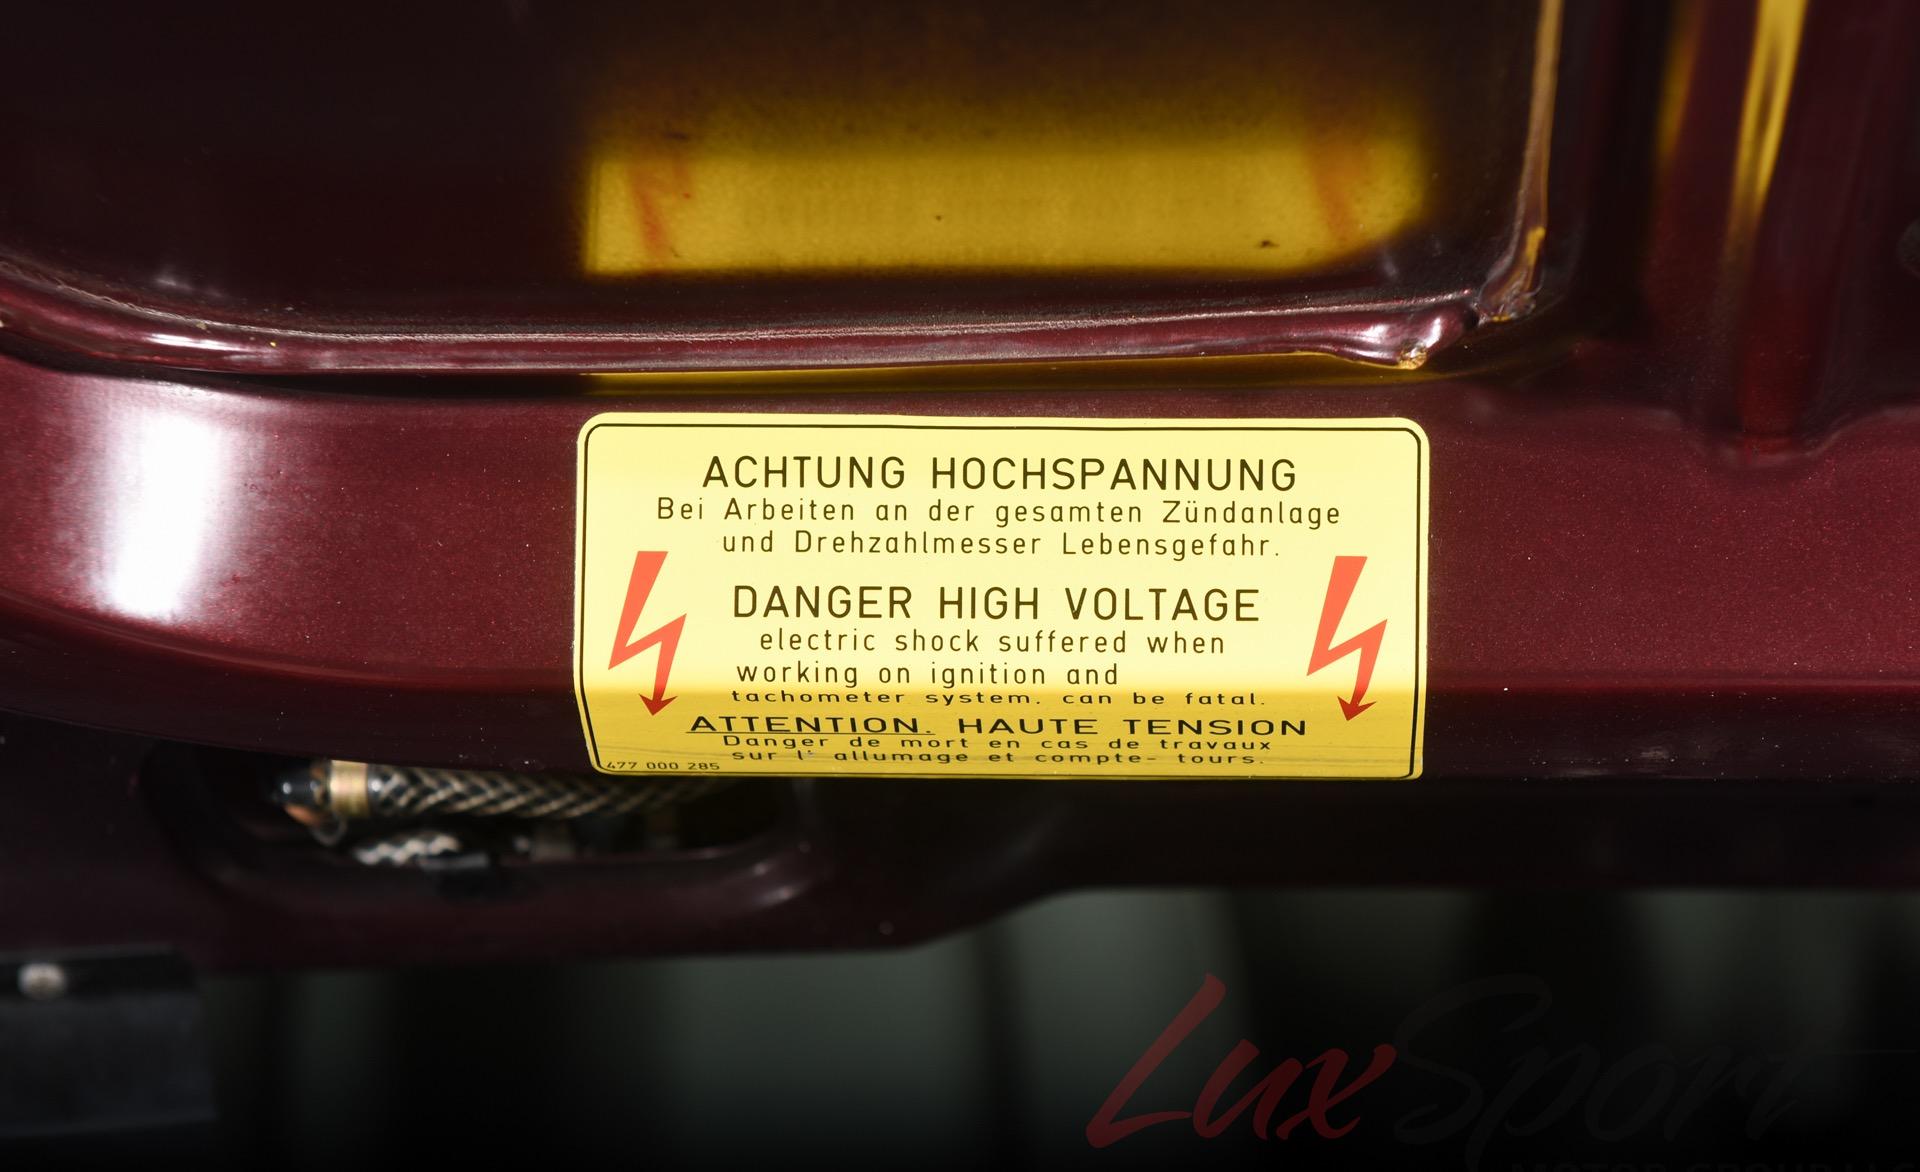 ACHTUNG HOCHSPANNUNG
Bei Arbeiten an der gesamten Zündanlage
und Drehzahlmesser Lebensgefahr.
DANGER HIGH VOLTAGE
electric shock suffered when
working on ignition and
tachometer system. can be fatal.
ATTENTION. HAUTE TENSION
Danger de mort en cas de travaux
sur l' allumage et compte- tours.
477 000 285
LuxSport